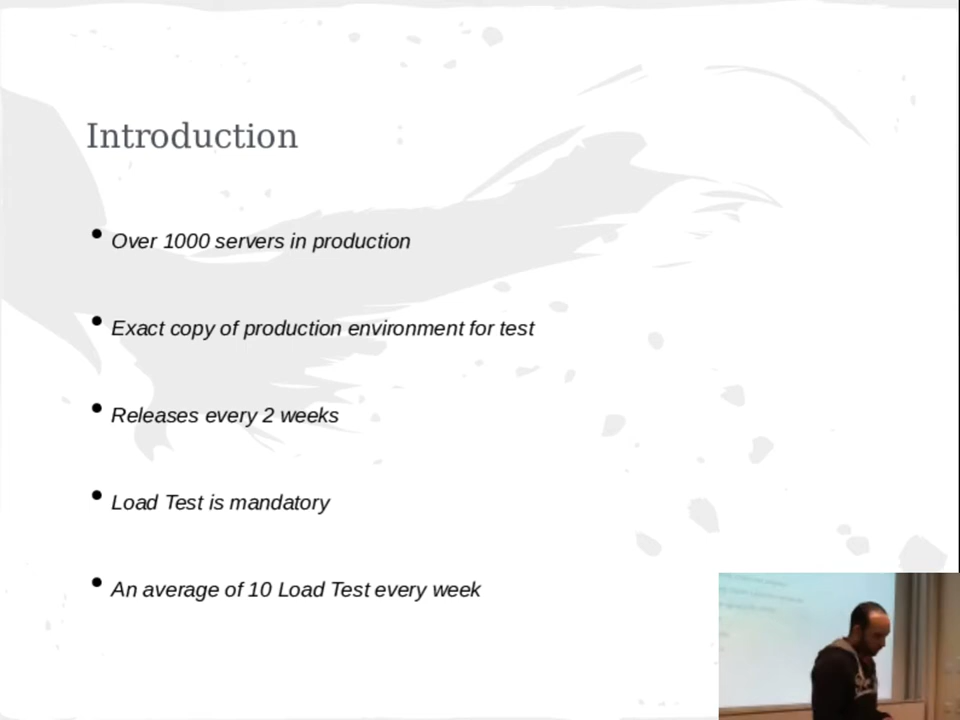 Introduction
Over 1000 servers in production
Exact copy of production environment for test
Releases every 2 weeks
Load Test is mandatory
An average of 10 Load Test every week